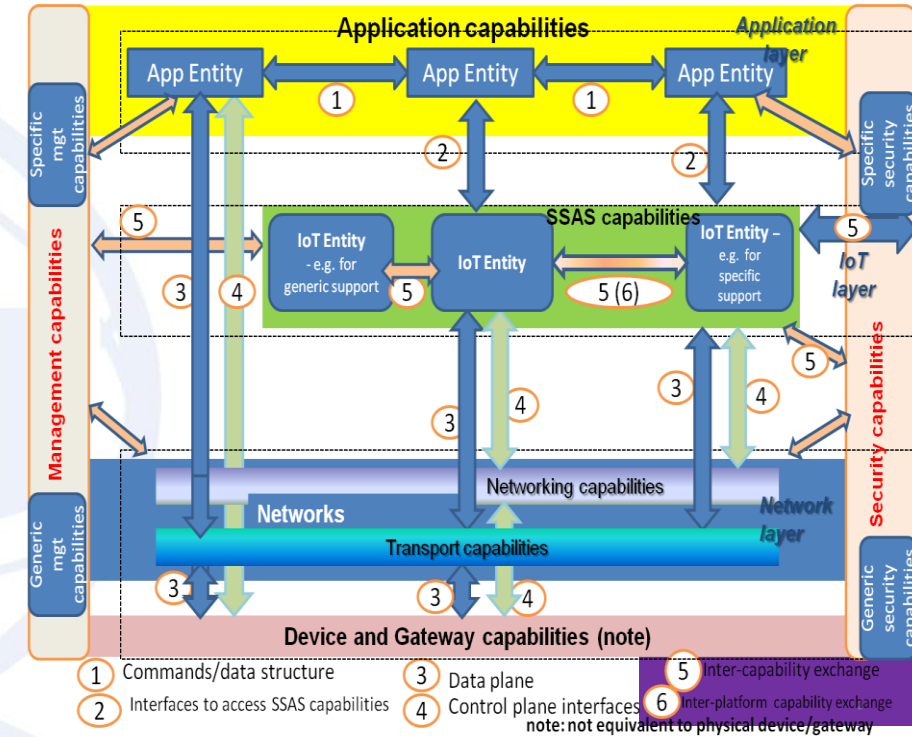 Application capabilities
Application
layer
App Entity
App Entity
App Entity
1
1
Specific
mgt
capabilities
Specific
security
capabilities
2
2
5
SSAS capabilities
5
IoT
layer
IoT Entity
- e.g. for
generic support
IoT Entity
IoT Entity –
e.g. for
specific
support
3
4
5
5 (6)
5
Management capabilities
Security capabilities
3
4
3
4
Networking capabilities
Networks
Network
layer
Transport capabilities
Generic
mgt
capabilities
Generic
security
capabilities
3
3
4
Device and Gateway capabilities (note)
1 Commands/data structure
2 Interfaces to access SSAS capabilities
3 Data plane
4 Control plane interfaces
5 Inter-capability exchange
6 Inter-platform capability exchange
note: not equivalent to physical device/gateway